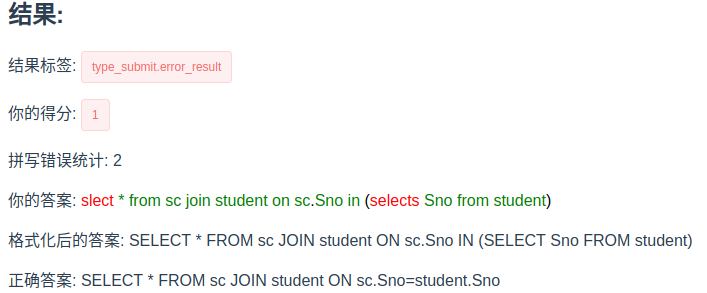 结果:
结果标签: type_submit.error_result
你的得分: 1
拼写错误统计: 2
你的答案: slect * from sc join student on sc.Sno in (selects Sno from student)
格式化后的答案: SELECT * FROM sc JOIN student ON sc.Sno IN (SELECT Sno FROM student)
正确答案: SELECT * FROM sc JOIN student ON sc.Sno=student.Sno